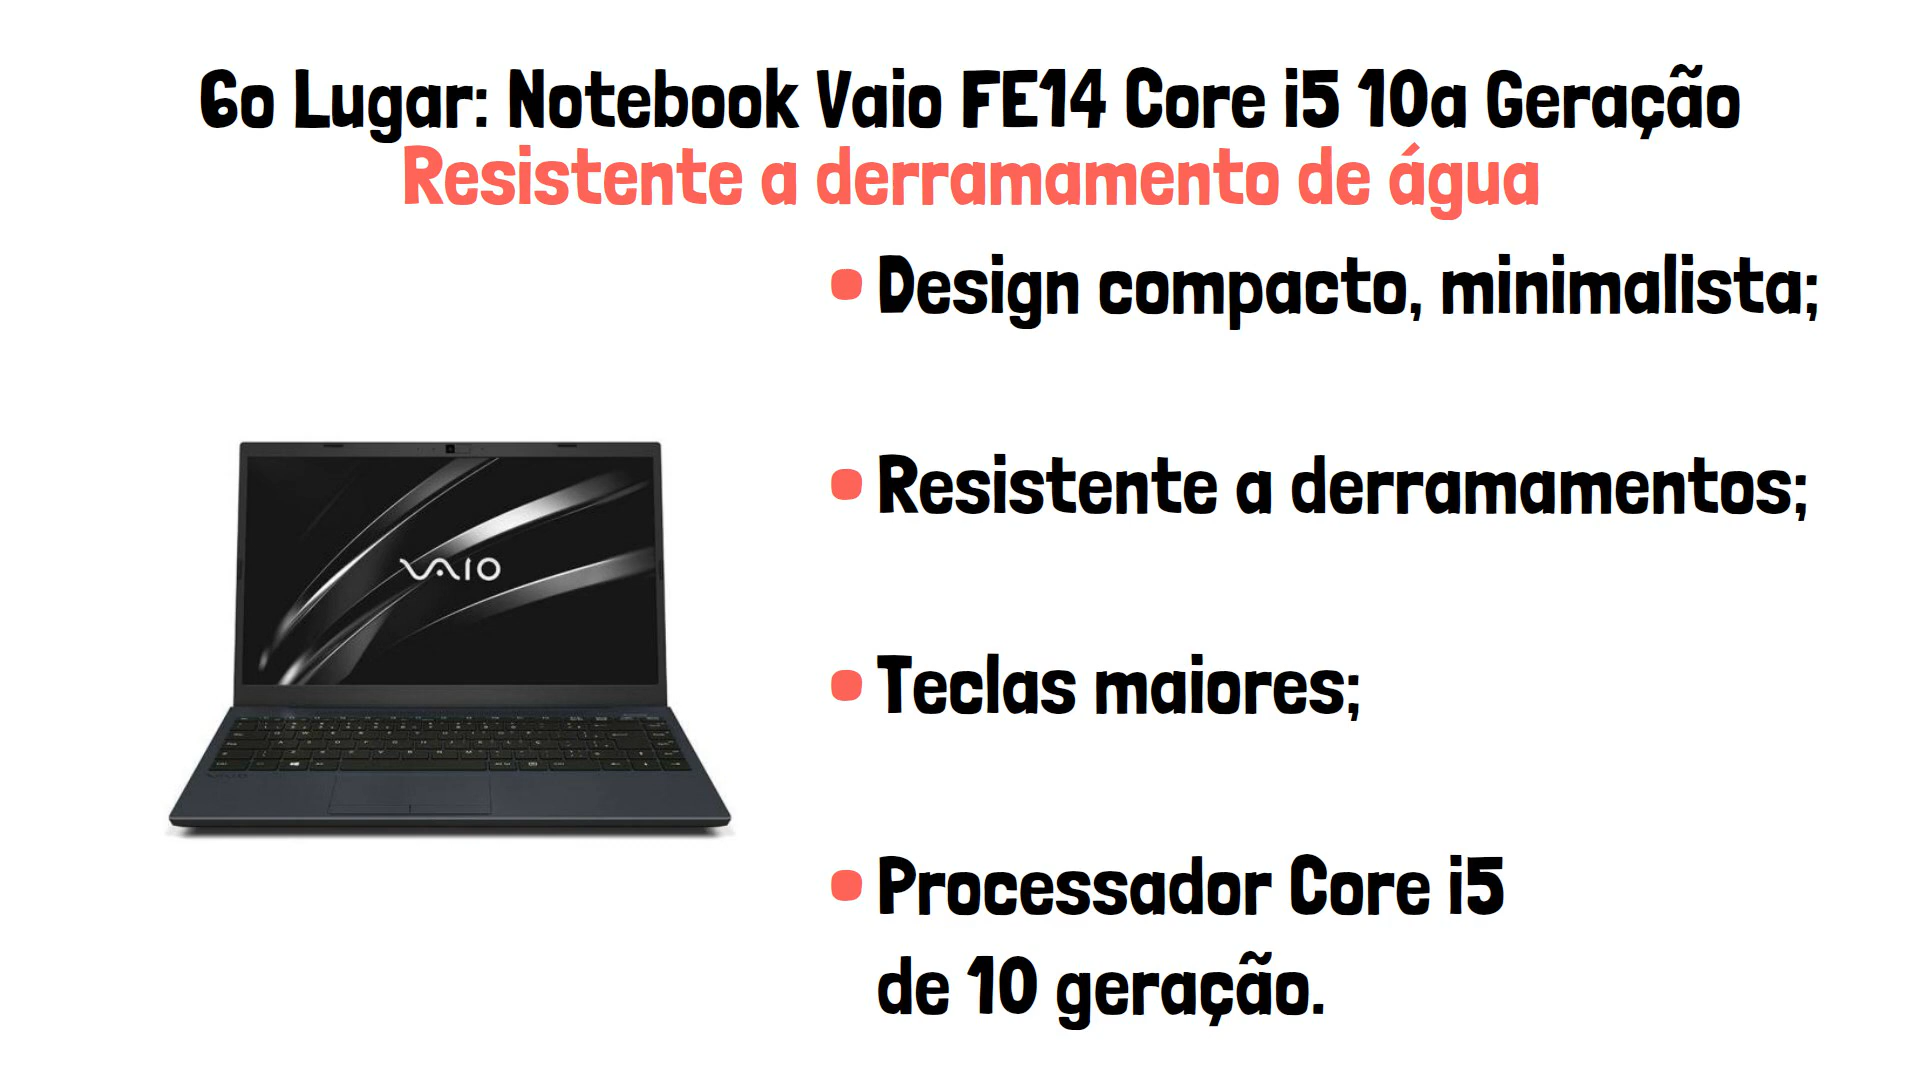 6o Lugar: Notebook Vaio FE14 Core i5 10a Geração
Resistente a derramamento de água
Design compacto, minimalista;
Resistente a derramamentos;
VAIO
Teclas maiores;
Processador Core i5
de 10 geração.